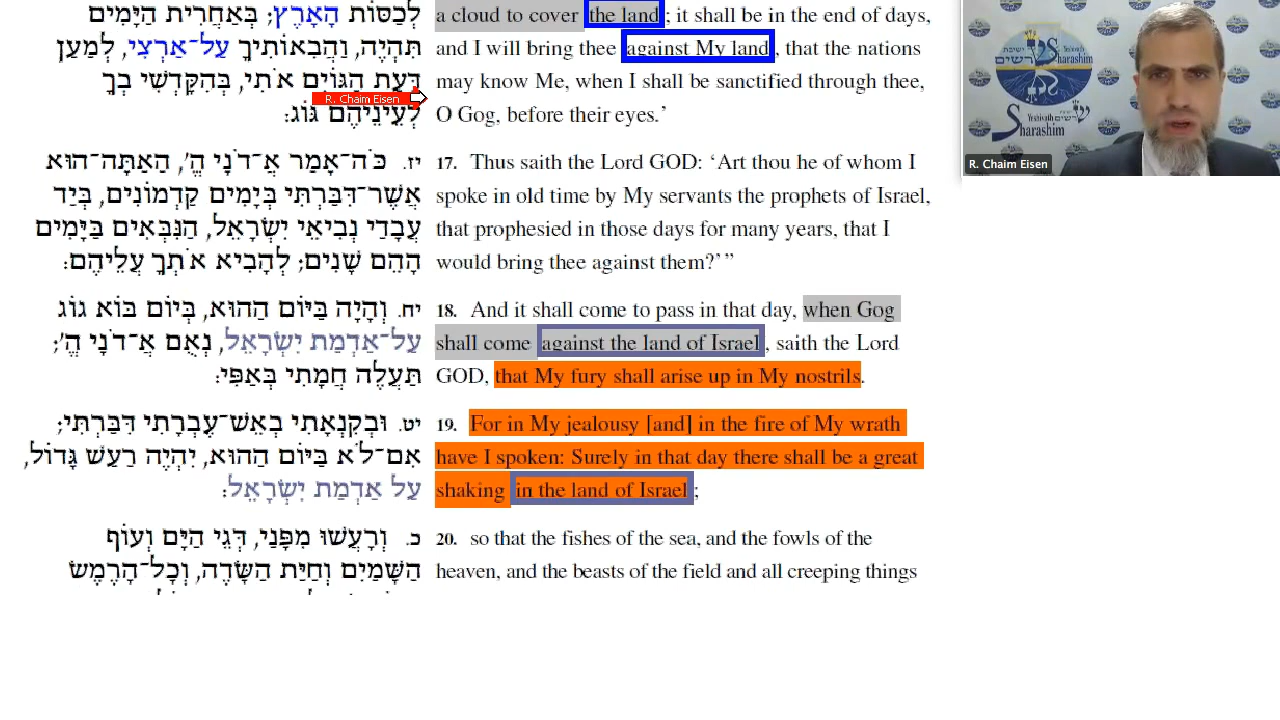 לְכַסּוֹת הָאָרֶץ; בְּאַחֲרִית הַיָּמִים
תִּהְיֶה, וַהֲבִאוֹתִיךָ עַל־אַרְצִי, לְמַעַן
דַּעַת הַגּוֹיִם אֹתִי, בְּהִקָּדְשִׁי בְךָ
לְעֵינֵיהֶם גּוֹג:
a cloud to cover the land; it shall be in the end of days,
and I will bring thee against My land, that the nations
may know Me, when I shall be sanctified through thee,
O Gog, before their eyes.’
R. Chaim Eisen
יז. כֹּה־אָמַר אֲ־דֹנָי הֱ', הַאַתָּה־הוּא
אֲשֶׁר־דִּבַּרְתִּי בְּיָמִים קַדְמוֹנִים, בְּיַד
עֲבָדַי נְבִיאֵי יִשְׂרָאֵל, הַנִּבְּאִים בַּיָּמִים
הָהֵם שָׁנִים; לְהָבִיא אֹתְךָ עֲלֵיהֶם:
17. Thus saith the Lord GOD: ‘Art thou he of whom I
spoke in old time by My servants the prophets of Israel,
that prophesied in those days for many years, that I
would bring thee against them?’”
יח. וְהָיָה בַּיּוֹם הַהוּא, בְּיוֹם בּוֹא גוֹג
עַל־אַדְמַת יִשְׂרָאֵל, נְאֻם אֲ־דֹנָי הֱ';
תַּעֲלֶה חֲמָתִי בְּאַפִּי:
18. And it shall come to pass in that day, when Gog
shall come against the land of Israel, saith the Lord
GOD, that My fury shall arise up in My nostrils.
יט. וּבְקִנְאָתִי בְאֵשׁ־עֶבְרָתִי דִּבַּרְתִּי;
אִם־לֹא בַּיּוֹם הַהוּא, יִהְיֶה רַעַשׁ גָּדוֹל,
עַל אַדְמַת יִשְׂרָאֵל:
19. For in My jealousy [and] in the fire of My wrath
have I spoken: Surely in that day there shall be a great
shaking in the land of Israel;
כ. וְרָעֲשׁוּ מִפָּנַי, דְּגֵי הַיָּם וְעוֹף
הַשָּׁמַיִם וְחַיַּת הַשָּׂדֶה, וְכָל־הָרֶמֶשׂ
20. so that the fishes of the sea, and the fowls of the
heaven, and the beasts of the field and all creeping things
Yeshivath
Sharashim
ישיבת
שרשים
Yeshivath
Sharashim
R. Chaim Eisen